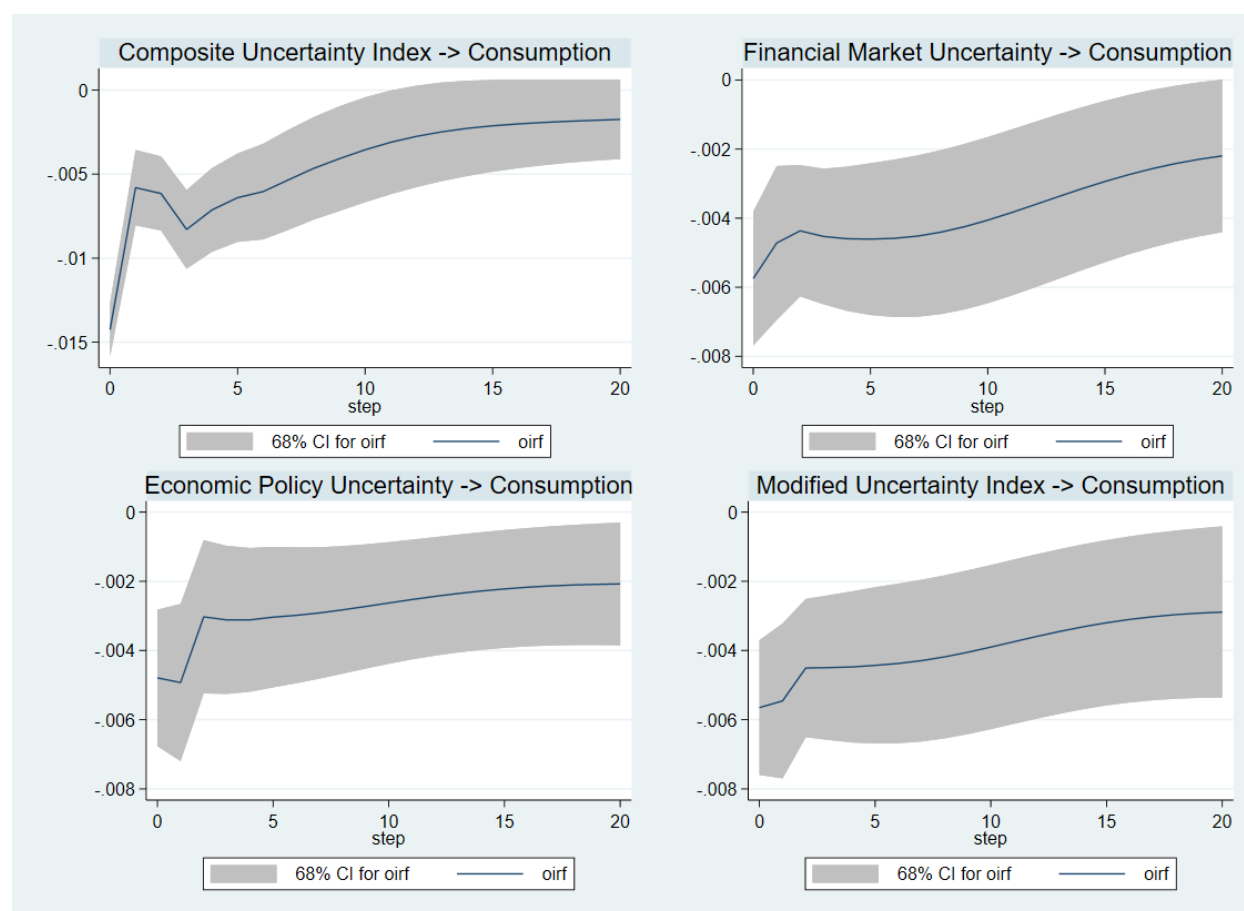 Composite Uncertainty Index -> Consumption
0
-.005
-.01
-.015
0 5 10 15 20
step
68% CI for oirf oirf
Financial Market Uncertainty -> Consumption
0
-.002
-.004
-.006
-.008
0 5 10 15 20
step
68% CI for oirf oirf
Economic Policy Uncertainty -> Consumption
0
-.002
-.004
-.006
-.008
0 5 10 15 20
step
68% CI for oirf oirf
Modified Uncertainty Index -> Consumption
0
-.002
-.004
-.006
-.008
0 5 10 15 20
step
68% CI for oirf oirf